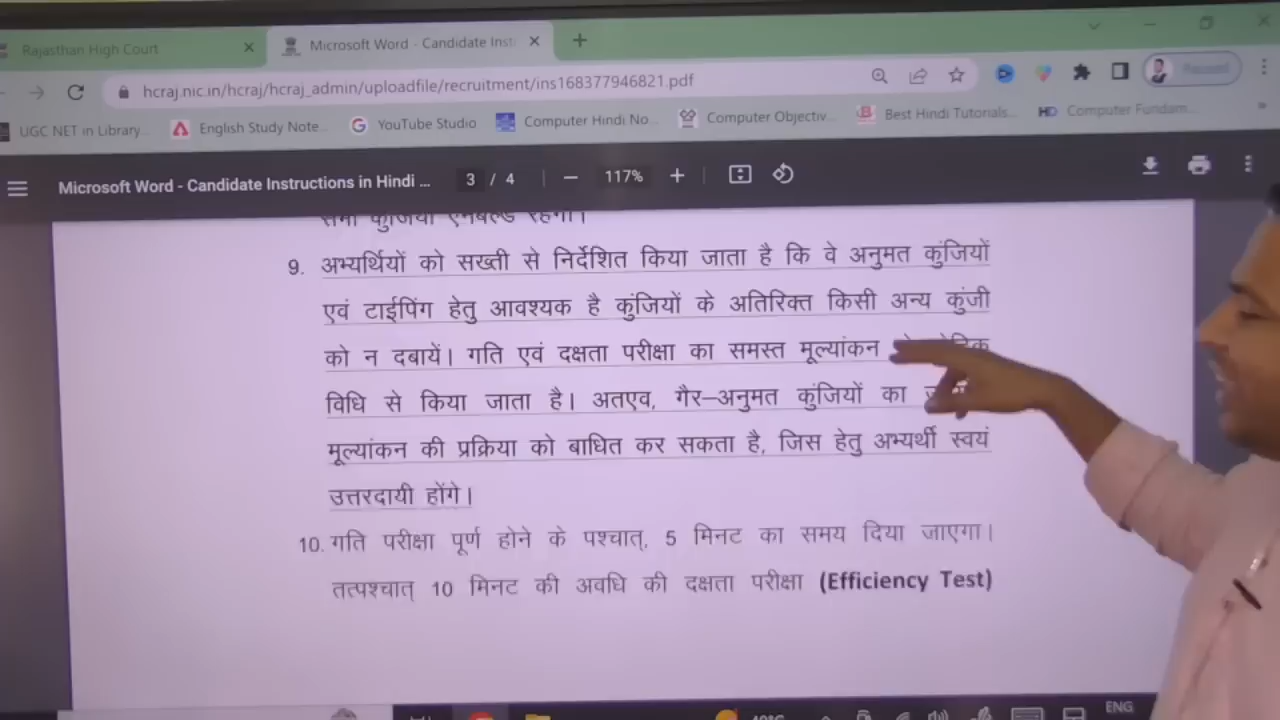 Rajasthan High Court
Microsoft Word - Candidate Inst
hcraj.nic.in/hcraj/hcraj_admin/uploadfile/recruitment/ins168377946821.pdf
UGC NET in Library... English Study Note... YouTube Studio Computer Hindi No... Computer Objectiv... Best Hindi Tutorials... HD Computer Fundam...
Microsoft Word - Candidate Instructions in Hindi ... 3 / 4 117%
9. अभ्यर्थियों को सख्ती से निर्देशित किया जाता है कि वे अनुमत कुंजियों
एवं टाईपिंग हेतु आवश्यक है कुंजियों के अतिरिक्त किसी अन्य कुंजी
को न दबायें। गति एवं दक्षता परीक्षा का समस्त मूल्यांकन
विधि से किया जाता है। अतएव, गैर–अनुमत कुंजियों का
मूल्यांकन की प्रक्रिया को बाधित कर सकता है, जिस हेतु अभ्यर्थी स्वयं
उत्तरदायी होंगे।
10. गति परीक्षा पूर्ण होने के पश्चात्, 5 मिनट का समय दिया जाएगा।
तत्पश्चात् 10 मिनट की अवधि की दक्षता परीक्षा (Efficiency Test)
ENG